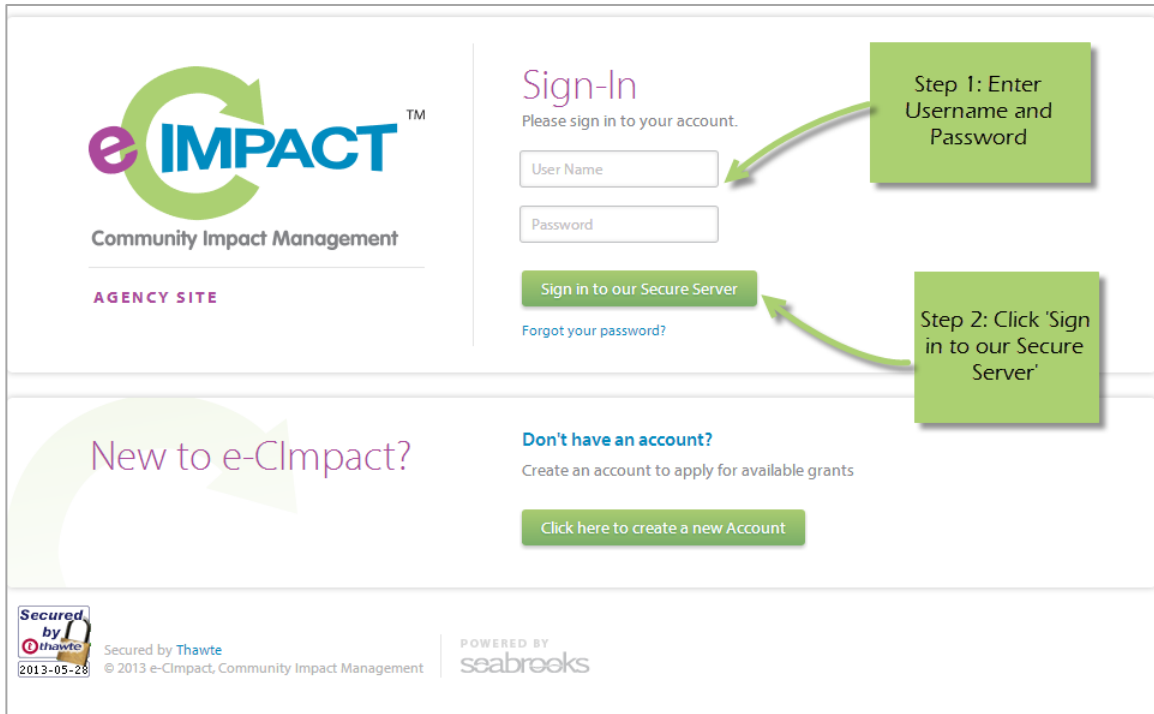 e IMPACT TM
Community Impact Management
AGENCY SITE
Sign-In
Please sign in to your account.
User Name
Password
Sign in to our Secure Server
Forgot your password?
Step 1: Enter
Username and
Password
Step 2: Click 'Sign
in to our Secure
Server'
New to e-CImpact?
Don't have an account?
Create an account to apply for available grants
Click here to create a new Account
Secured
by
thawte
2013-05-28
Secured by Thawte
© 2013 e-CImpact, Community Impact Management
POWERED BY
seabrooks